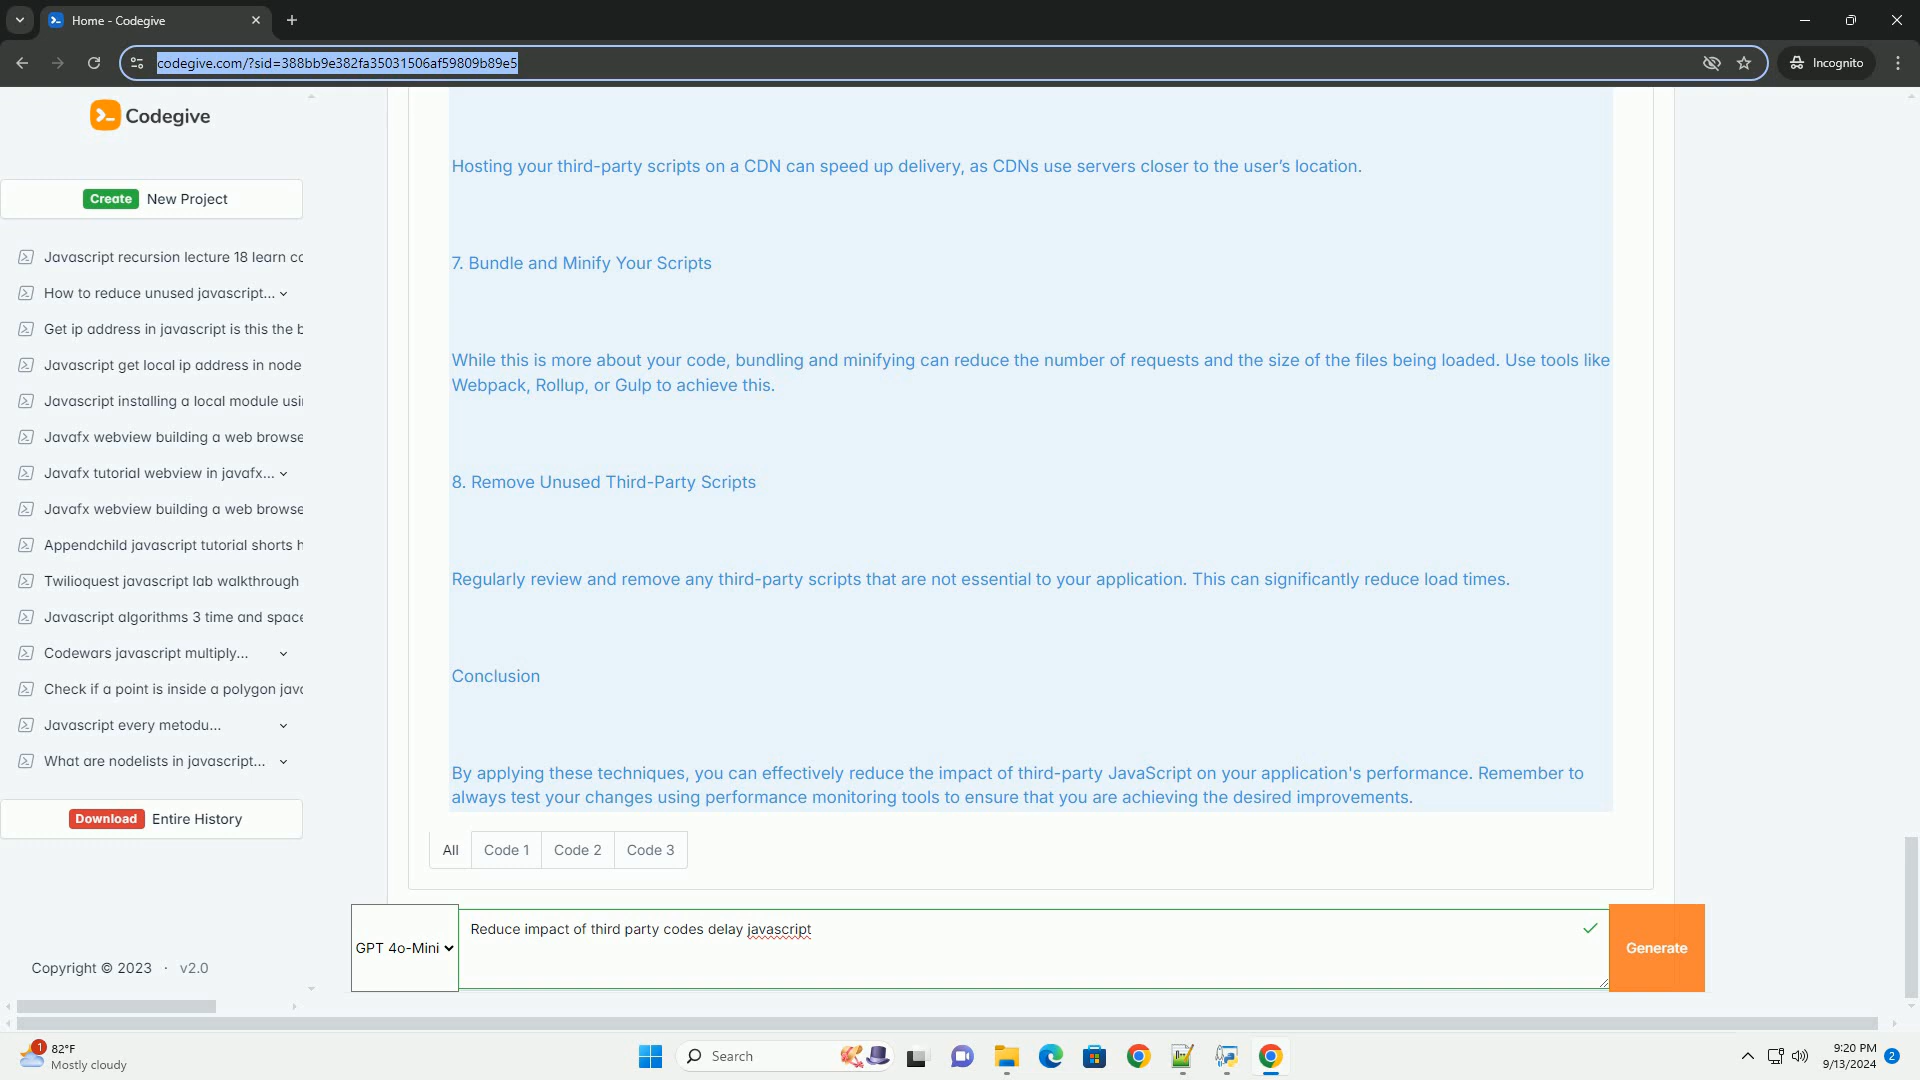 Home - Codegive
codegive.com/?sid=388bb9e382fa35031506af59809b89e5
Incognito
Codegive
Create New Project
Javascript recursion lecture 18 learn cc
How to reduce unused javascript...
Get ip address in javascript is this the b
Javascript get local ip address in node
Javascript installing a local module usi
Javafx webview building a web browse
Javafx tutorial webview in javafx...
Javafx webview building a web browse
Appendchild javascript tutorial shorts h
Twilioquest javascript lab walkthrough
Javascript algorithms 3 time and space
Codewars javascript multiply...
Check if a point is inside a polygon java
Javascript every metodu...
What are nodelists in javascript...
Download Entire History
Copyright © 2023 · v2.0
Hosting your third-party scripts on a CDN can speed up delivery, as CDNs use servers closer to the user’s location.
7. Bundle and Minify Your Scripts
While this is more about your code, bundling and minifying can reduce the number of requests and the size of the files being loaded. Use tools like
Webpack, Rollup, or Gulp to achieve this.
8. Remove Unused Third-Party Scripts
Regularly review and remove any third-party scripts that are not essential to your application. This can significantly reduce load times.
Conclusion
By applying these techniques, you can effectively reduce the impact of third-party JavaScript on your application's performance. Remember to
always test your changes using performance monitoring tools to ensure that you are achieving the desired improvements.
All Code 1 Code 2 Code 3
GPT 4o-Mini
Reduce impact of third party codes delay javascript
Generate
1
82°F
Mostly cloudy
Search
9:20 PM
9/13/2024
2